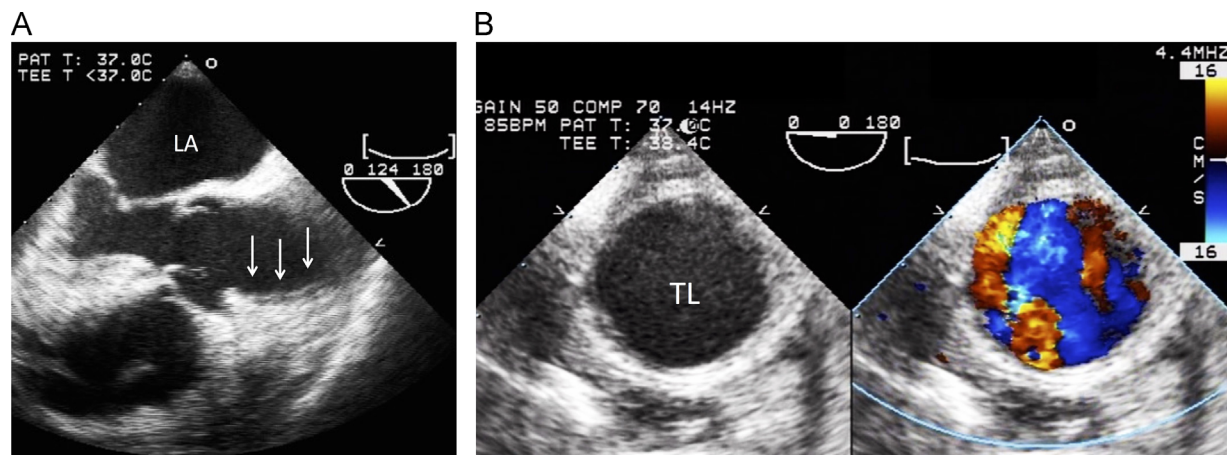 A
PAT T: 37.0C
TEE T <37.0C
LA
0 124 180
B
4.4MHZ
16
GAIN 50 COMP 70 14HZ
85BPM PAT T: 37.0C
TEE T: 38.4C
0 0 180
C
M
/
S
16
TL